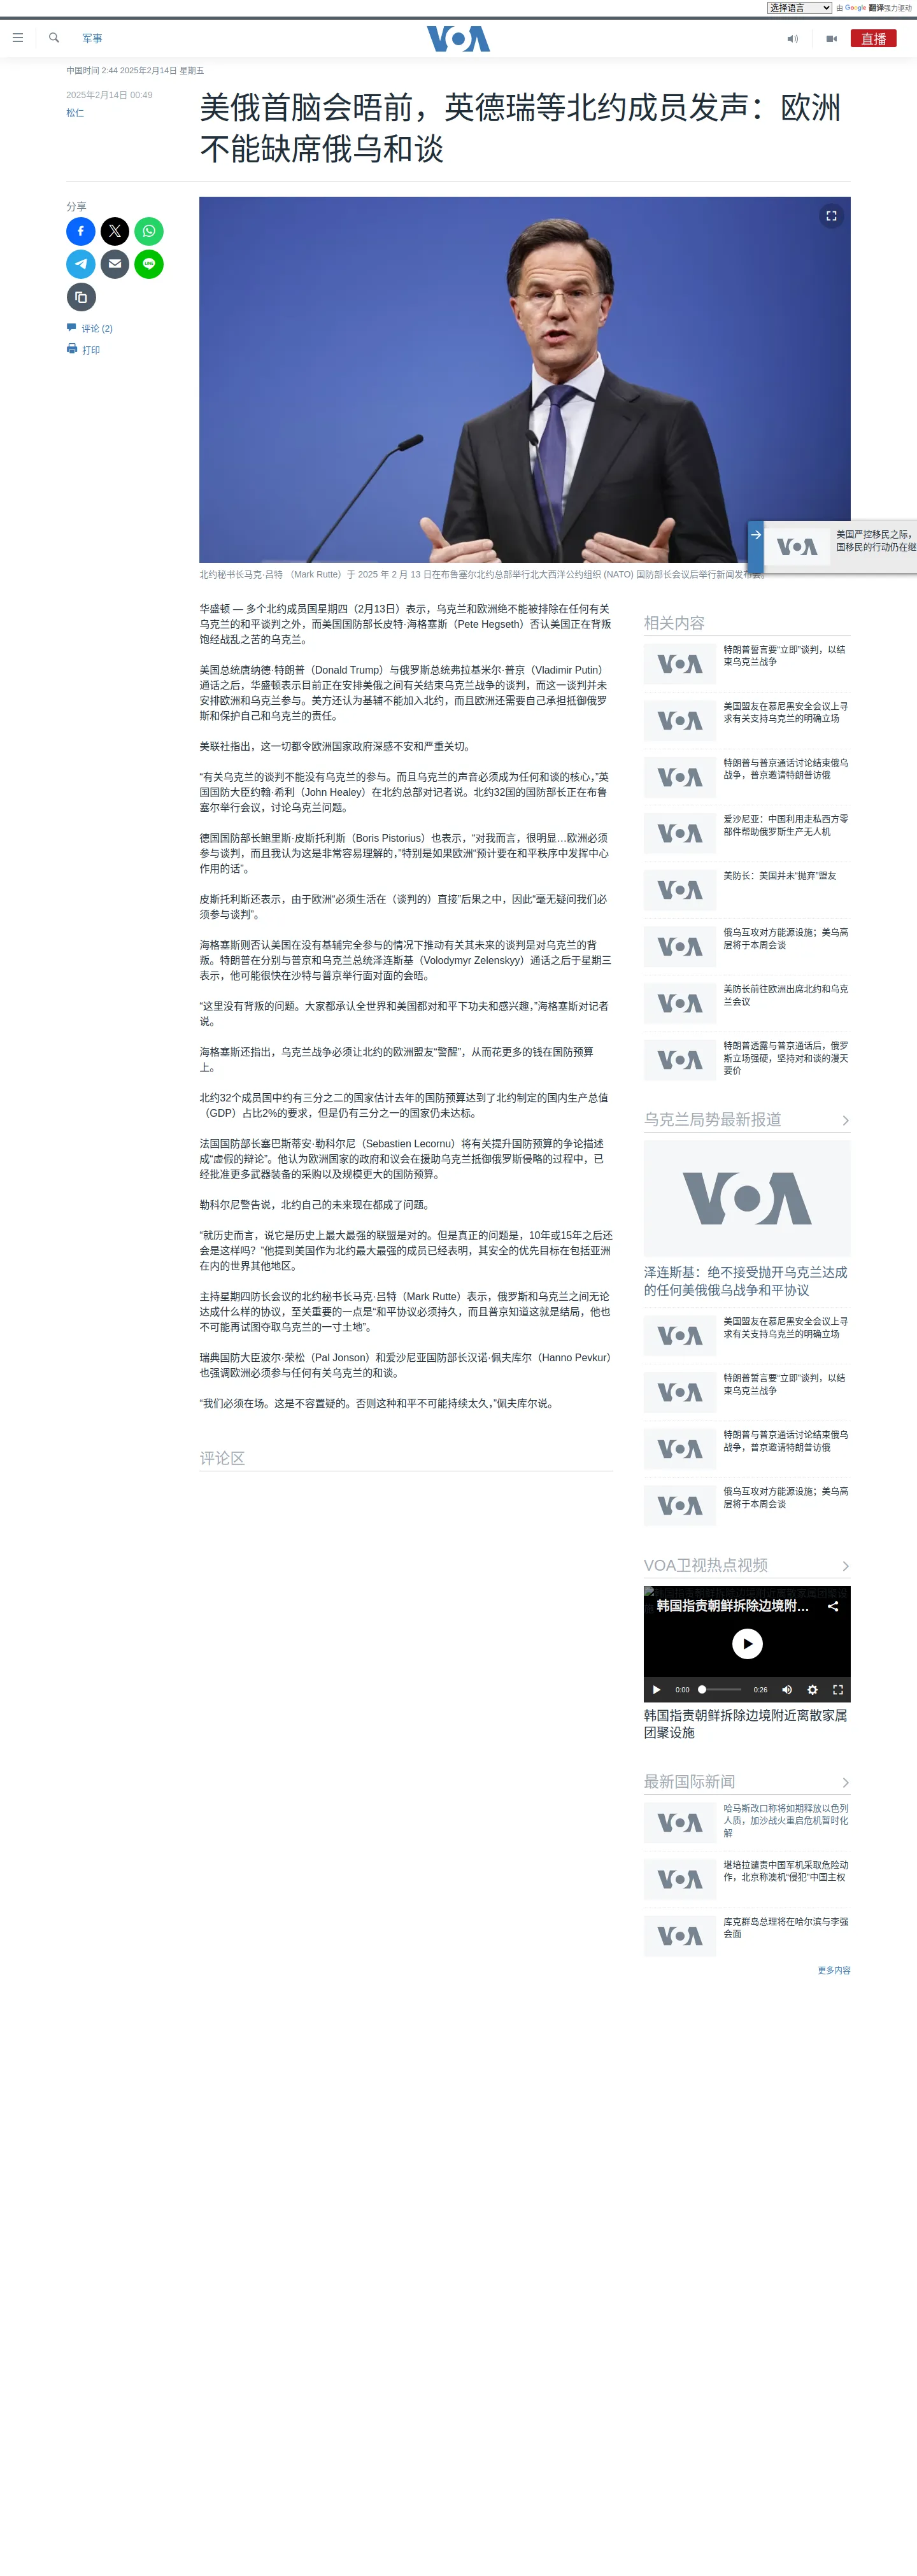 选择语言 由 Google 翻译强力驱动
军事
VOA
直播
中国时间 2:44 2025年2月14日 星期五
2025年2月14日 00:49
松仁
美俄首脑会晤前，英德瑞等北约成员发声：欧洲
不能缺席俄乌和谈
分享
LINE
评论 (2)
打印
VOA
美国严控移民之际，
国移民的行动仍在继
北约秘书长马克·吕特 （Mark Rutte）于 2025 年 2 月 13 日在布鲁塞尔北约总部举行北大西洋公约组织 (NATO) 国防部长会议后举行新闻发布会。
华盛顿 — 多个北约成员国星期四（2月13日）表示，乌克兰和欧洲绝不能被排除在任何有关
乌克兰的和平谈判之外，而美国国防部长皮特·海格塞斯（Pete Hegseth）否认美国正在背叛
饱经战乱之苦的乌克兰。
美国总统唐纳德·特朗普（Donald Trump）与俄罗斯总统弗拉基米尔·普京（Vladimir Putin）
通话之后，华盛顿表示目前正在安排美俄之间有关结束乌克兰战争的谈判，而这一谈判并未
安排欧洲和乌克兰参与。美方还认为基辅不能加入北约，而且欧洲还需要自己承担抵御俄罗
斯和保护自己和乌克兰的责任。
美联社指出，这一切都令欧洲国家政府深感不安和严重关切。
“有关乌克兰的谈判不能没有乌克兰的参与。而且乌克兰的声音必须成为任何和谈的核心，”英
国国防大臣约翰·希利（John Healey）在北约总部对记者说。北约32国的国防部长正在布鲁
塞尔举行会议，讨论乌克兰问题。
德国国防部长鲍里斯·皮斯托利斯（Boris Pistorius）也表示，“对我而言，很明显…欧洲必须
参与谈判，而且我认为这是非常容易理解的，”特别是如果欧洲“预计要在和平秩序中发挥中心
作用的话”。
皮斯托利斯还表示，由于欧洲“必须生活在（谈判的）直接”后果之中，因此“毫无疑问我们必
须参与谈判”。
海格塞斯则否认美国在没有基辅完全参与的情况下推动有关其未来的谈判是对乌克兰的背
叛。特朗普在分别与普京和乌克兰总统泽连斯基（Volodymyr Zelenskyy）通话之后于星期三
表示，他可能很快在沙特与普京举行面对面的会晤。
“这里没有背叛的问题。大家都承认全世界和美国都对和平下功夫和感兴趣，”海格塞斯对记者
说。
海格塞斯还指出，乌克兰战争必须让北约的欧洲盟友“警醒”，从而花更多的钱在国防预算
上。
北约32个成员国中约有三分之二的国家估计去年的国防预算达到了北约制定的国内生产总值
（GDP）占比2%的要求，但是仍有三分之一的国家仍未达标。
法国国防部长塞巴斯蒂安·勒科尔尼（Sebastien Lecornu）将有关提升国防预算的争论描述
成“虚假的辩论”。他认为欧洲国家的政府和议会在援助乌克兰抵御俄罗斯侵略的过程中，已
经批准更多武器装备的采购以及规模更大的国防预算。
勒科尔尼警告说，北约自己的未来现在都成了问题。
“就历史而言，说它是历史上最大最强的联盟是对的。但是真正的问题是，10年或15年之后还
会是这样吗？”他提到美国作为北约最大最强的成员已经表明，其安全的优先目标在包括亚洲
在内的世界其他地区。
主持星期四防长会议的北约秘书长马克·吕特（Mark Rutte）表示，俄罗斯和乌克兰之间无论
达成什么样的协议，至关重要的一点是“和平协议必须持久，而且普京知道这就是结局，他也
不可能再试图夺取乌克兰的一寸土地”。
瑞典国防大臣波尔·荣松（Pal Jonson）和爱沙尼亚国防部长汉诺·佩夫库尔（Hanno Pevkur）
也强调欧洲必须参与任何有关乌克兰的和谈。
“我们必须在场。这是不容置疑的。否则这种和平不可能持续太久，”佩夫库尔说。
评论区
相关内容
VOA
特朗普誓言要“立即”谈判，以结
束乌克兰战争
VOA
美国盟友在慕尼黑安全会议上寻
求有关支持乌克兰的明确立场
VOA
特朗普与普京通话讨论结束俄乌
战争，普京邀请特朗普访俄
VOA
爱沙尼亚：中国利用走私西方零
部件帮助俄罗斯生产无人机
VOA
美防长：美国并未“抛弃”盟友
VOA
俄乌互攻对方能源设施；美乌高
层将于本周会谈
VOA
美防长前往欧洲出席北约和乌克
兰会议
VOA
特朗普透露与普京通话后，俄罗
斯立场强硬，坚持对和谈的漫天
要价
乌克兰局势最新报道
VOA
泽连斯基：绝不接受抛开乌克兰达成
的任何美俄俄乌战争和平协议
VOA
美国盟友在慕尼黑安全会议上寻
求有关支持乌克兰的明确立场
VOA
特朗普誓言要“立即”谈判，以结
束乌克兰战争
VOA
特朗普与普京通话讨论结束俄乌
战争，普京邀请特朗普访俄
VOA
俄乌互攻对方能源设施；美乌高
层将于本周会谈
VOA卫视热点视频
韩国指责朝鲜拆除边境附…
0:00 0:26
韩国指责朝鲜拆除边境附近离散家属
团聚设施
最新国际新闻
VOA
哈马斯改口称将如期释放以色列
人质，加沙战火重启危机暂时化
解
VOA
堪培拉谴责中国军机采取危险动
作，北京称澳机“侵犯”中国主权
VOA
库克群岛总理将在哈尔滨与李强
会面
更多内容